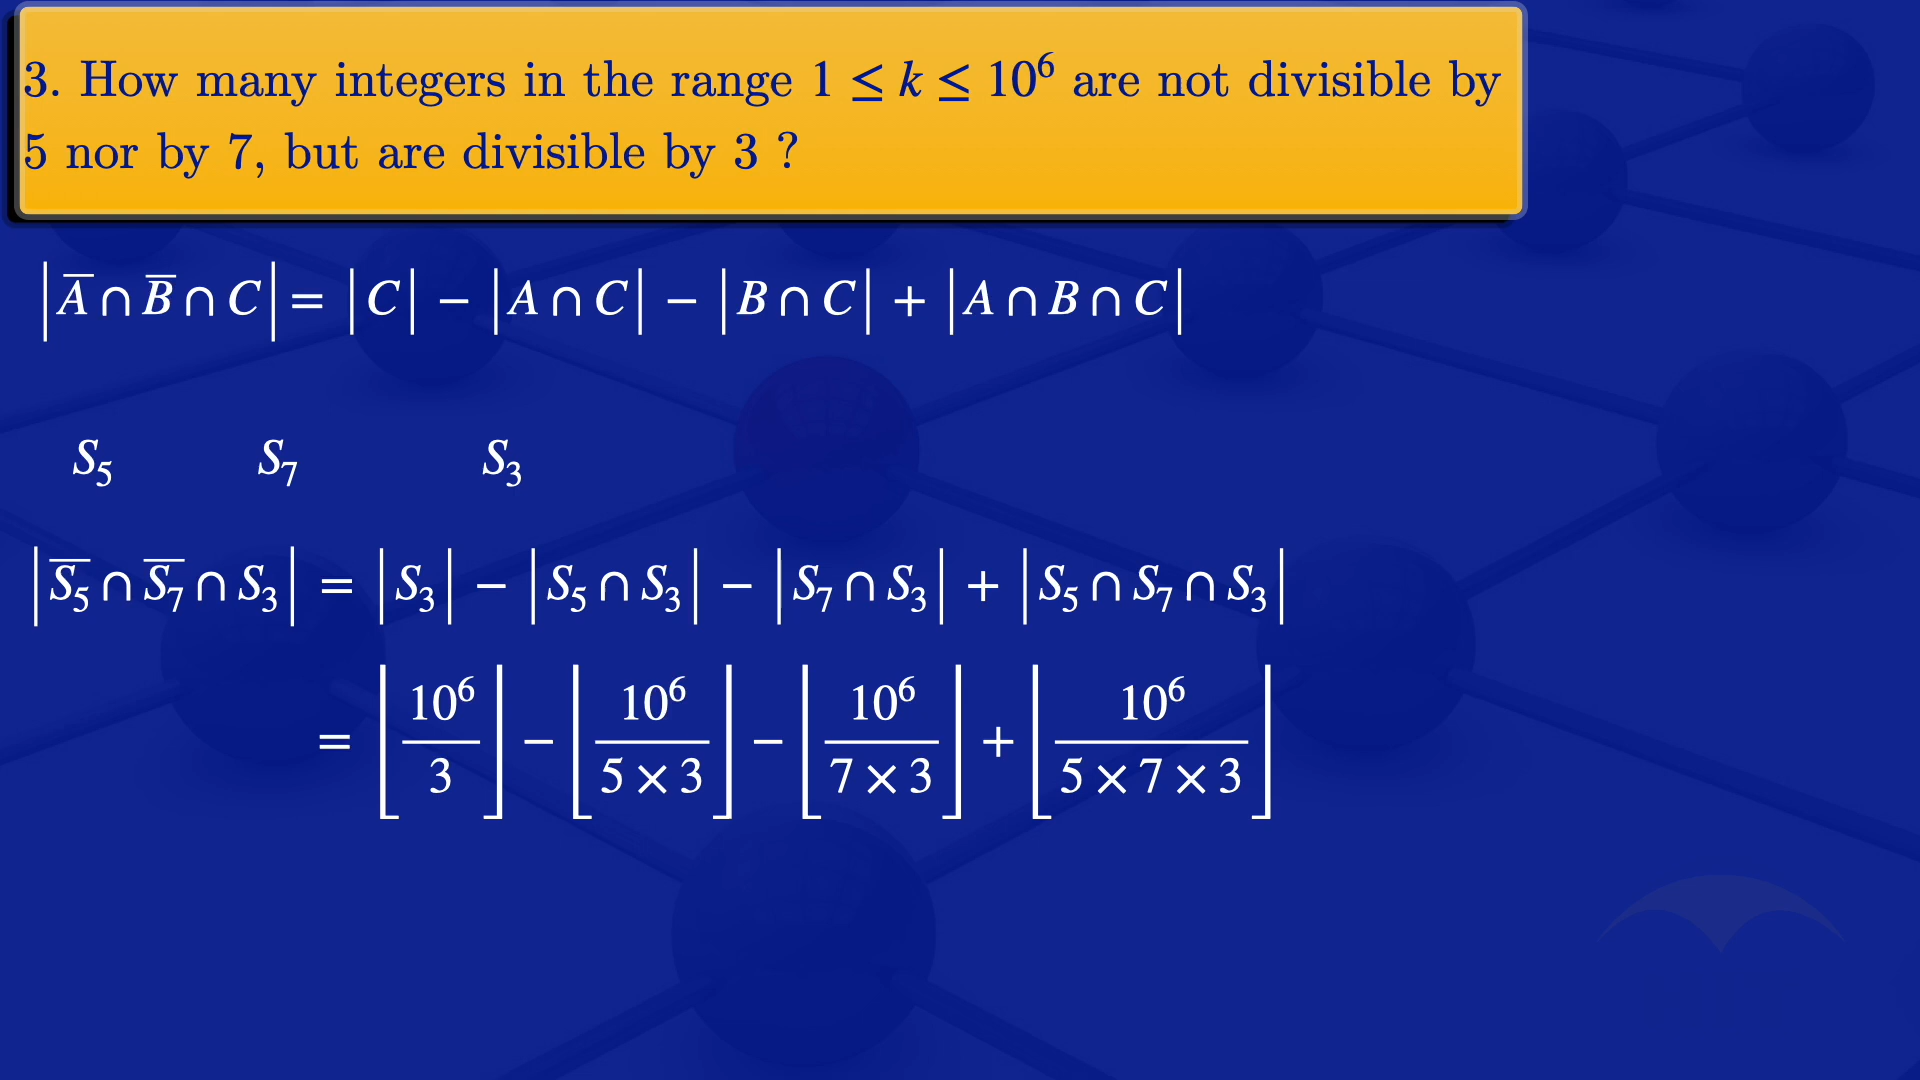 3. How many integers in the range 1 ≤ k ≤ 10⁶ are not divisible by
5 nor by 7, but are divisible by 3 ?
|A̅ ∩ B̅ ∩ C| = |C| − |A ∩ C| − |B ∩ C| + |A ∩ B ∩ C|
S₅ S₇ S₃
|S̅₅ ∩ S̅₇ ∩ S₃| = |S₃| − |S₅ ∩ S₃| − |S₇ ∩ S₃| + |S₅ ∩ S₇ ∩ S₃|
= ⌊10⁶/3⌋ − ⌊10⁶/(5 × 3)⌋ − ⌊10⁶/(7 × 3)⌋ + ⌊10⁶/(5 × 7 × 3)⌋